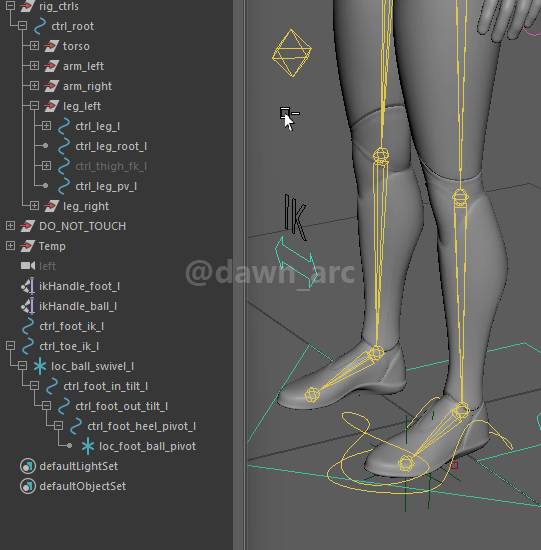 rig_ctrls
ctrl_root
torso
arm_left
arm_right
leg_left
ctrl_leg_l
ctrl_leg_root_l
ctrl_thigh_fk_l
ctrl_leg_pv_l
leg_right
DO_NOT_TOUCH
Temp
left
ikHandle_foot_l
ikHandle_ball_l
ctrl_foot_ik_l
ctrl_toe_ik_l
loc_ball_swivel_l
ctrl_foot_in_tilt_l
ctrl_foot_out_tilt_l
ctrl_foot_heel_pivot_l
loc_foot_ball_pivot
defaultLightSet
defaultObjectSet
Ik
@dawn_arc